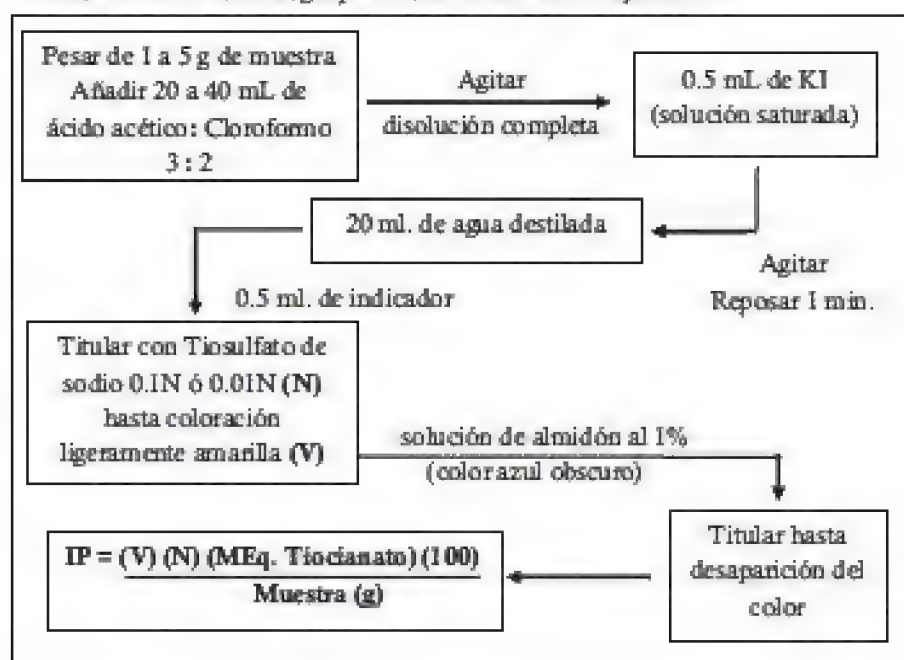 Pesar de 1 a 5 g de muestra
Añadir 20 a 40 mL de
ácido acético: Cloroformo
3 : 2
Agitar
disolución completa
0.5 mL de KI
(solución saturada)
Agitar
Reposar 1 min.
20 ml. de agua destilada
0.5 ml. de indicador
Titular con Tiosulfato de
sodio 0.1N ó 0.01N (N)
hasta coloración
ligeramente amarilla (V)
solución de almidón al 1%
(color azul obscuro)
Titular hasta
desaparición del
color
IP = (V) (N) (MEq. Tiocianato) (100)
Muestra (g)